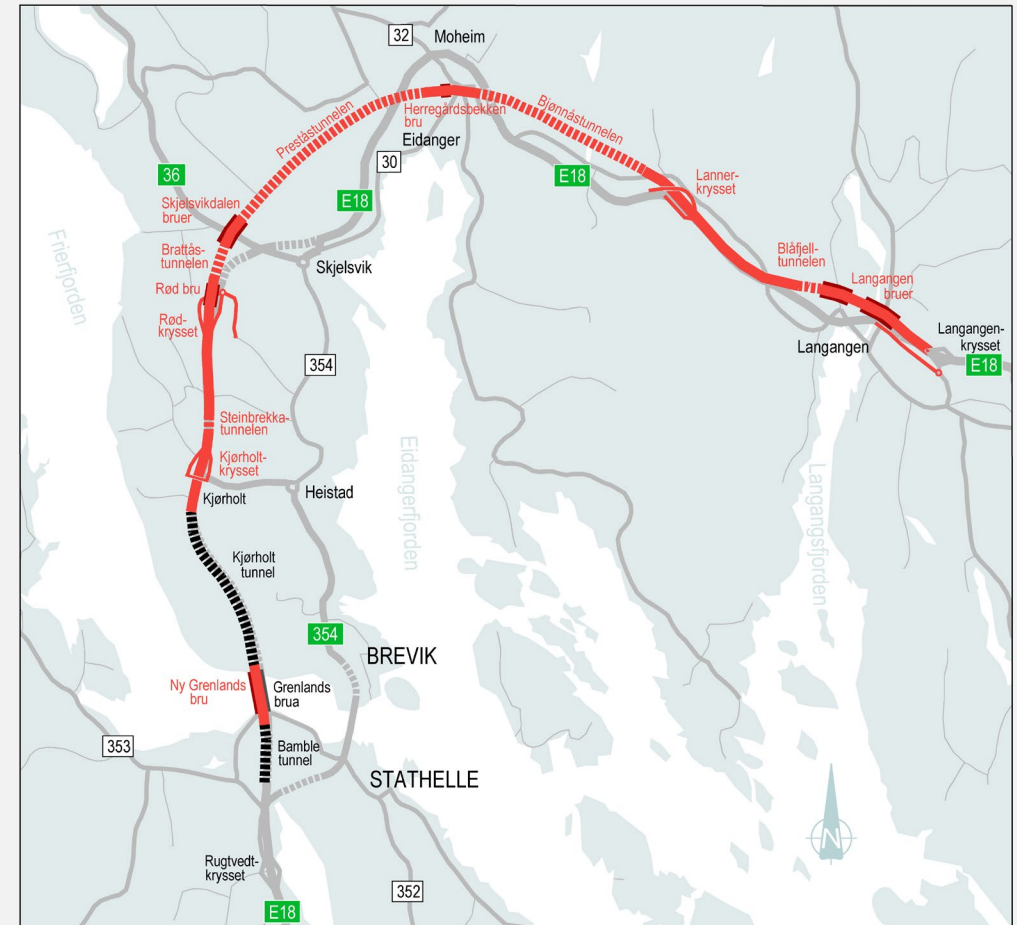 32
Moheim
Preståstunnelen
Herregårdsbekken
bru
Bjønnåstunnelen
Eidanger
30
36
E18
E18
Lanner-
krysset
Skjelsvikdalen
bruer
Frierfjorden
Brattås-
tunnelen
Skjelsvik
Blåfjell-
tunnelen
Langangen
bruer
Rød bru
Rød-
krysset
Langangen
Langangen-
krysset
E18
354
Steinbrekka-
tunnelen
Kjørholt-
krysset
Kjørholt
Heistad
Eidangerfjorden
Langangsfjorden
Kjørholt
tunnel
354
BREVIK
Ny Grenlands
bru
Grenlands
brua
353
Bamble
tunnel
STATHELLE
N
Rugtvedt-
krysset
352
E18